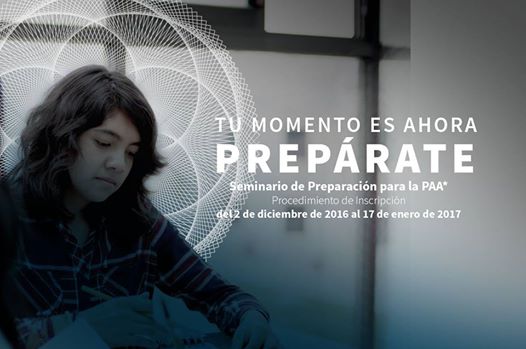 TU MOMENTO ES AHORA
PREPÁRATE
Seminario de Preparación para la PAA*
Procedimiento de Inscripción
del 2 de diciembre de 2016 al 17 de enero de 2017